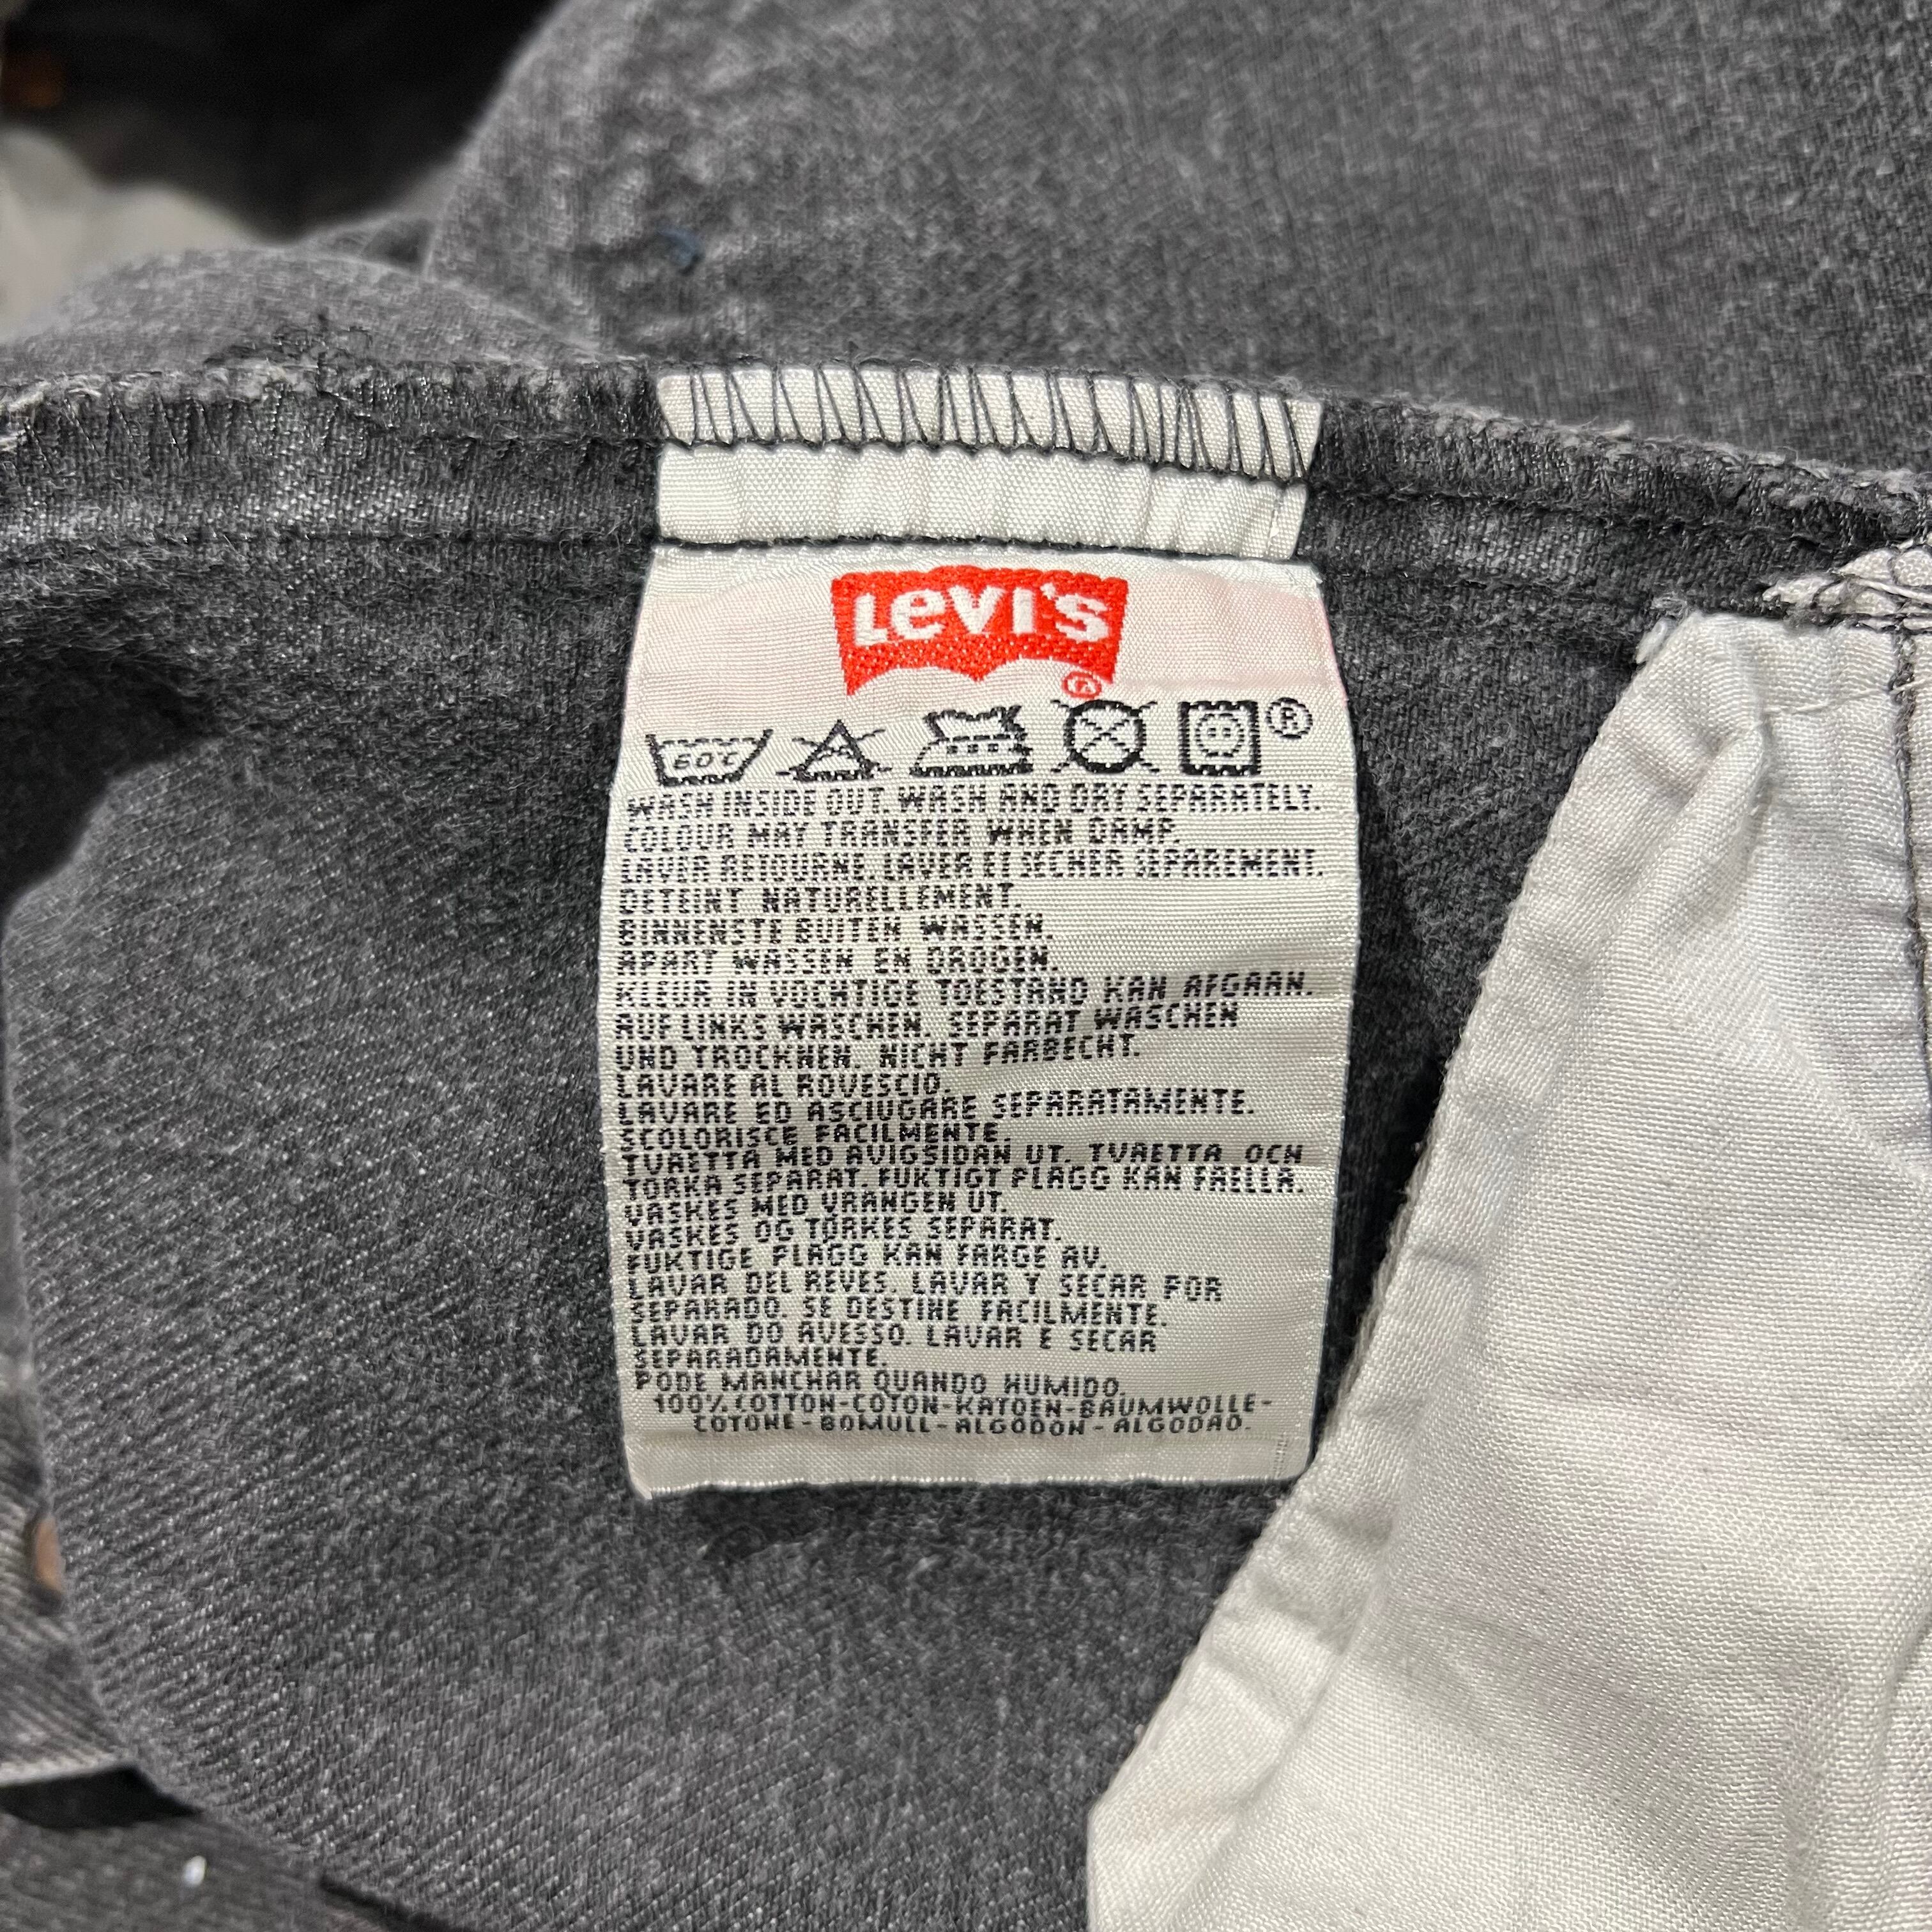 LEVI'S
®
60°C ®
WASH INSIDE OUT. WASH AND DRY SEPARATELY.
COLOUR MAY TRANSFER WHEN DAMP.
LAVER RETOURNE. LAVER ET SECHER SEPAREMENT.
DETEINT NATURELLEMENT.
BINNENSTE BUITEN WASSEN.
APART WASSEN EN DROGEN.
KLEUR IN VOCHTIGE TOESTAND KAN AFGAAN.
AUF LINKS WASCHEN. SEPARAT WASCHEN
UND TROCKNEN. NICHT FARBECHT.
LAVARE AL ROVESCIO.
LAVARE ED ASCIUGARE SEPARATAMENTE.
SCOLORISCE FACILMENTE.
TVAETTA MED AVIGSIDAN UT. TVAETTA OCH
TORKA SEPARAT. FUKTIGT PLAGG KAN FAELLA.
VASKES MED VRANGEN UT.
VASKES OG TORKES SEPARAT.
FUKTIGE PLAGG KAN FARGE AV.
LAVAR DEL REVES. LAVAR Y SECAR POR
SEPARADO. SE DESTINE FACILMENTE.
LAVAR DO AVESSO. LAVAR E SECAR
SEPARADAMENTE.
PODE MANCHAR QUANDO HUMIDO.
100% COTTON-COTON-KATOEN-BAUMWOLLE-
COTONE-BOMULL-ALGODON-ALGODAO.